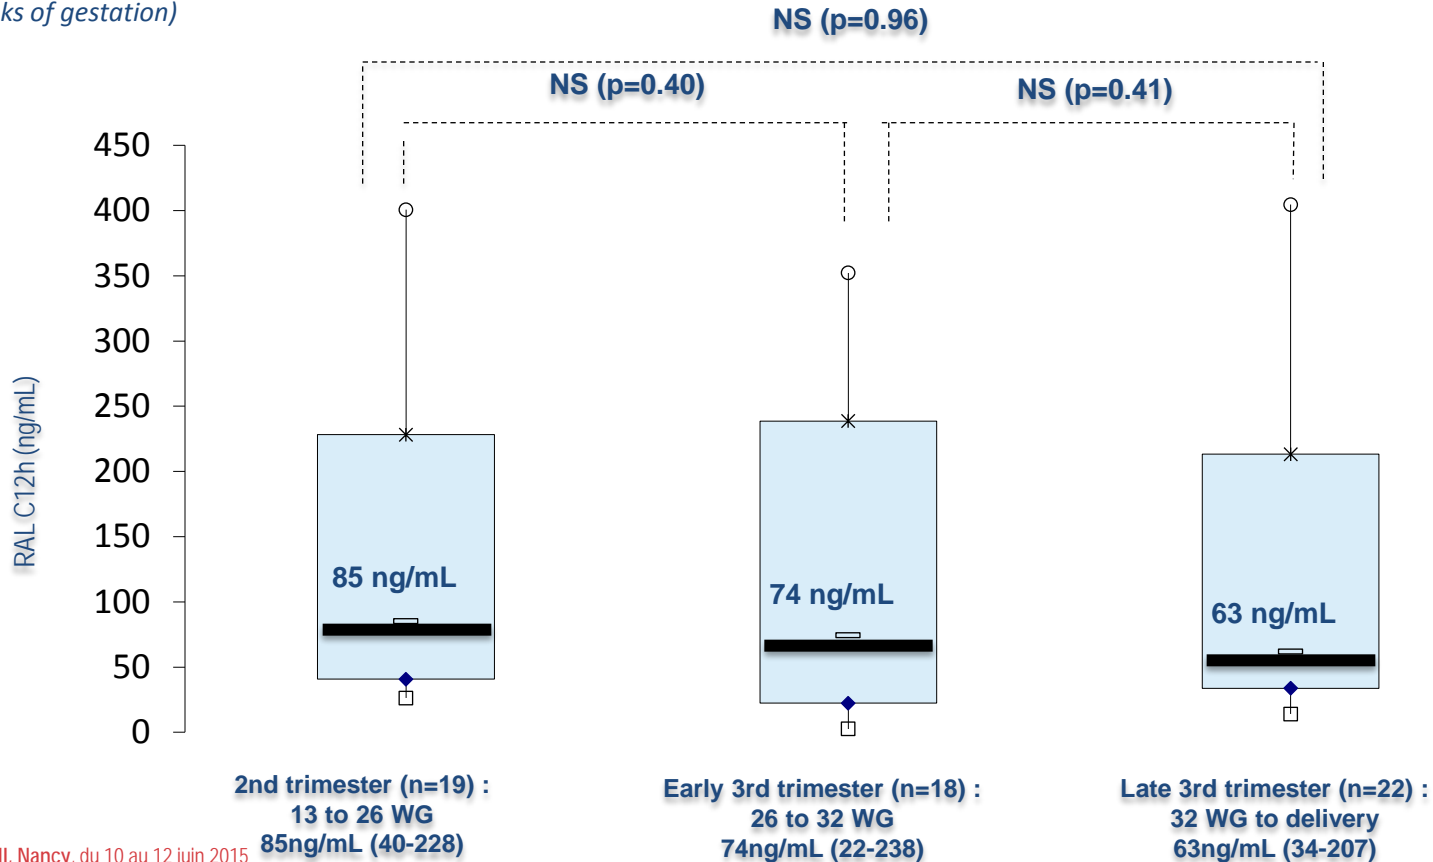 ks of gestation)
NS (p=0.96)
NS (p=0.40)
NS (p=0.41)
450
400
350
300
250
200
150
100
50
0
RAL C12h (ng/mL)
85 ng/mL
74 ng/mL
63 ng/mL
2nd trimester (n=19) :
13 to 26 WG
85ng/mL (40-228)
Early 3rd trimester (n=18) :
26 to 32 WG
74ng/mL (22-238)
Late 3rd trimester (n=22) :
32 WG to delivery
63ng/mL (34-207)
II, Nancy, du 10 au 12 juin 2015